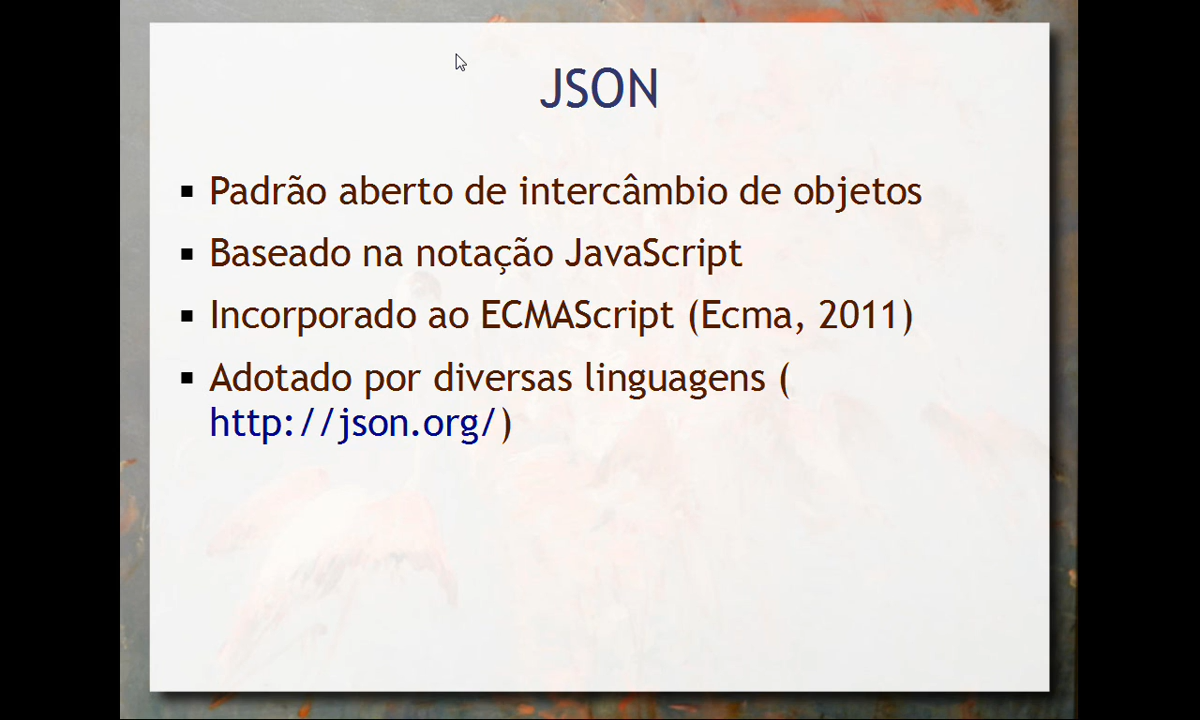 JSON
Padrão aberto de intercâmbio de objetos
Baseado na notação JavaScript
Incorporado ao ECMAScript (Ecma, 2011)
Adotado por diversas linguagens (
http://json.org/)